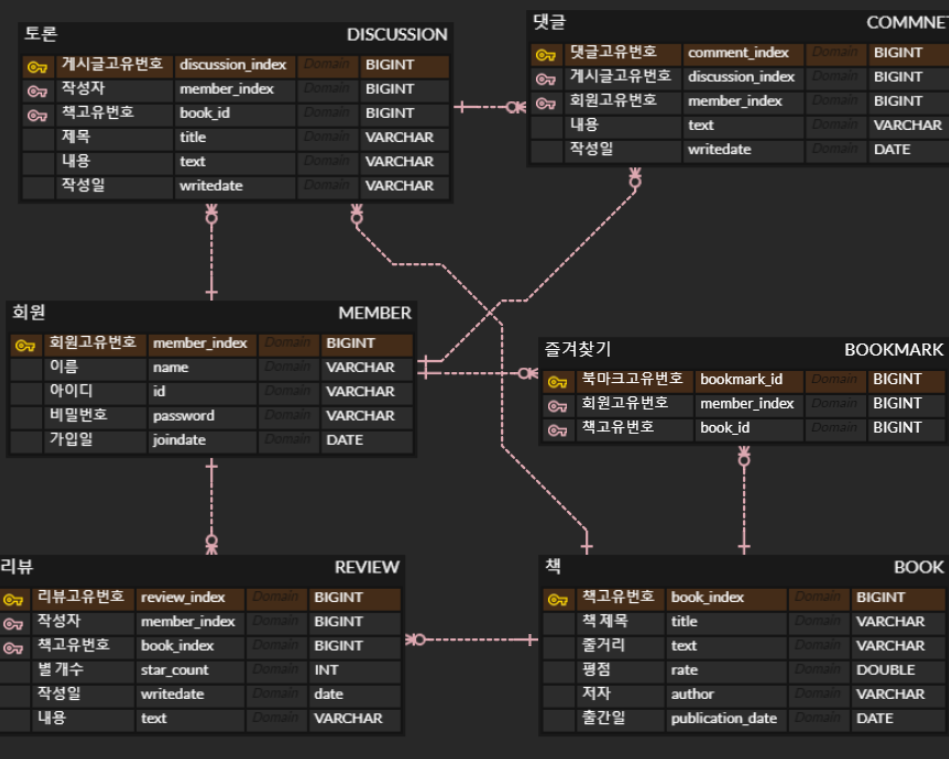 토론 DISCUSSION
게시글고유번호 discussion_index Domain BIGINT
작성자 member_index Domain BIGINT
책고유번호 book_id Domain BIGINT
제목 title Domain VARCHAR
내용 text Domain VARCHAR
작성일 writedate Domain VARCHAR
댓글 COMMNET
댓글고유번호 comment_index Domain BIGINT
게시글고유번호 discussion_index Domain BIGINT
회원고유번호 member_index Domain BIGINT
내용 text Domain VARCHAR
작성일 writedate Domain DATE
회원 MEMBER
회원고유번호 member_index Domain BIGINT
이름 name Domain VARCHAR
아이디 id Domain VARCHAR
비밀번호 password Domain VARCHAR
가입일 joindate Domain DATE
즐겨찾기 BOOKMARK
북마크고유번호 bookmark_id Domain BIGINT
회원고유번호 member_index Domain BIGINT
책고유번호 book_id Domain BIGINT
리뷰 REVIEW
리뷰고유번호 review_index Domain BIGINT
작성자 member_index Domain BIGINT
책고유번호 book_index Domain BIGINT
별 개수 star_count Domain INT
작성일 writedate Domain date
내용 text Domain VARCHAR
책 BOOK
책고유번호 book_index Domain BIGINT
책 제목 title Domain VARCHAR
줄거리 text Domain VARCHAR
평점 rate Domain DOUBLE
저자 author Domain VARCHAR
출간일 publication_date Domain DATE